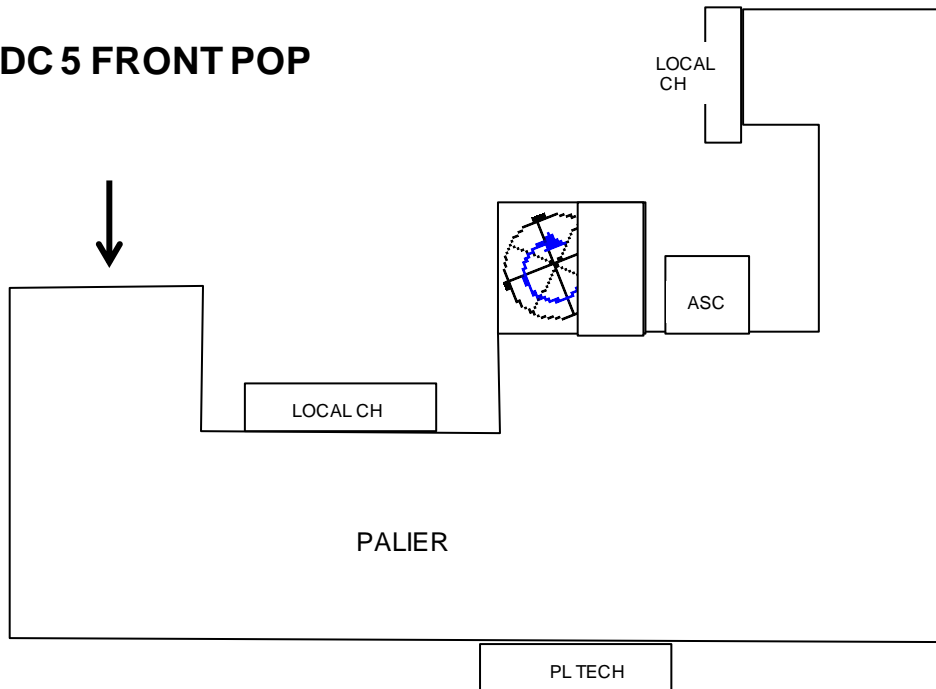 DC 5 FRONT POP
LOCAL
CH
ASC
LOCAL CH
PALIER
PL TECH